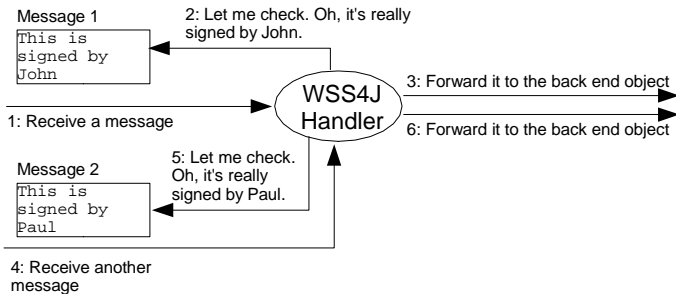 Message 1
This is
signed by
John
2: Let me check. Oh, it's really
signed by John.
WSS4J
Handler
3: Forward it to the back end object
1: Receive a message
6: Forward it to the back end object
Message 2
This is
signed by
Paul
5: Let me check.
Oh, it's really
signed by Paul.
4: Receive another
message